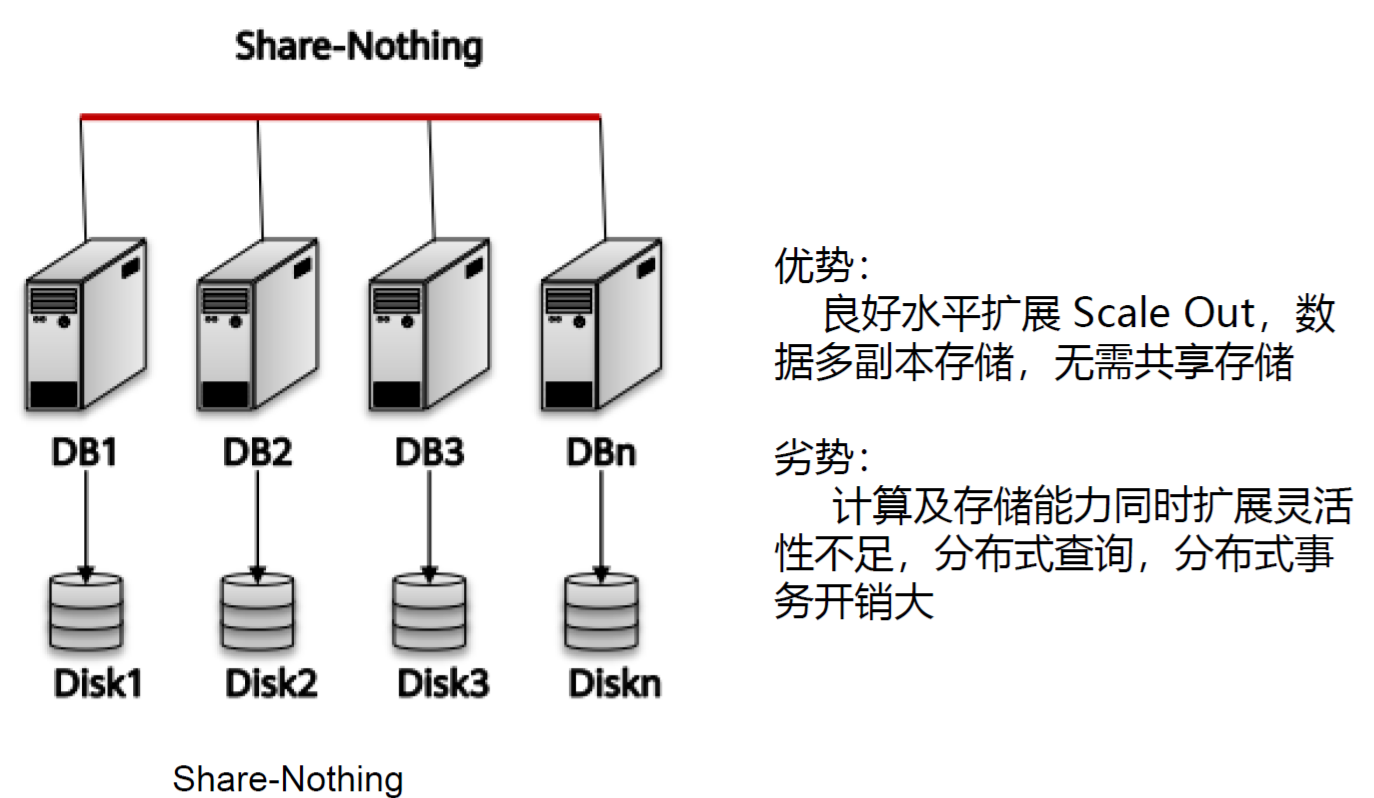 Share-Nothing
DB1 DB2 DB3 DBn
Disk1 Disk2 Disk3 Diskn
Share-Nothing
优势：
良好水平扩展 Scale Out，数
据多副本存储，无需共享存储
劣势：
计算及存储能力同时扩展灵活
性不足，分布式查询，分布式事
务开销大